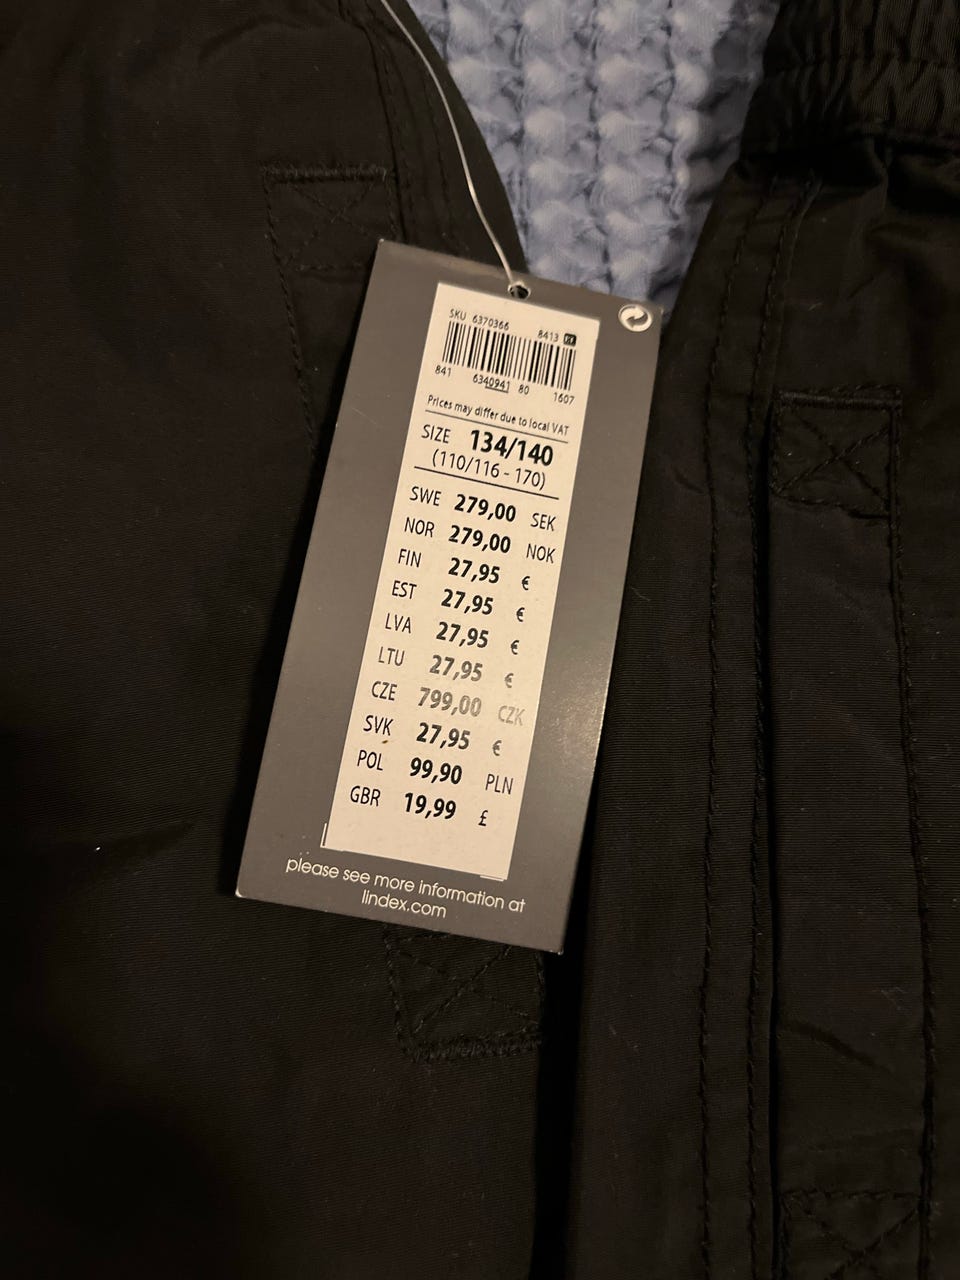 SKU 6370366 8413
841 6340941 80 1607
Prices may differ due to local VAT
SIZE 134/140
(110/116 - 170)
SWE 279,00 SEK
NOR 279,00 NOK
FIN 27,95 €
EST 27,95 €
LVA 27,95 €
LTU 27,95 €
CZE 799,00 CZK
SVK 27,95 €
POL 99,90 PLN
GBR 19,99 £
please see more information at
lindex.com